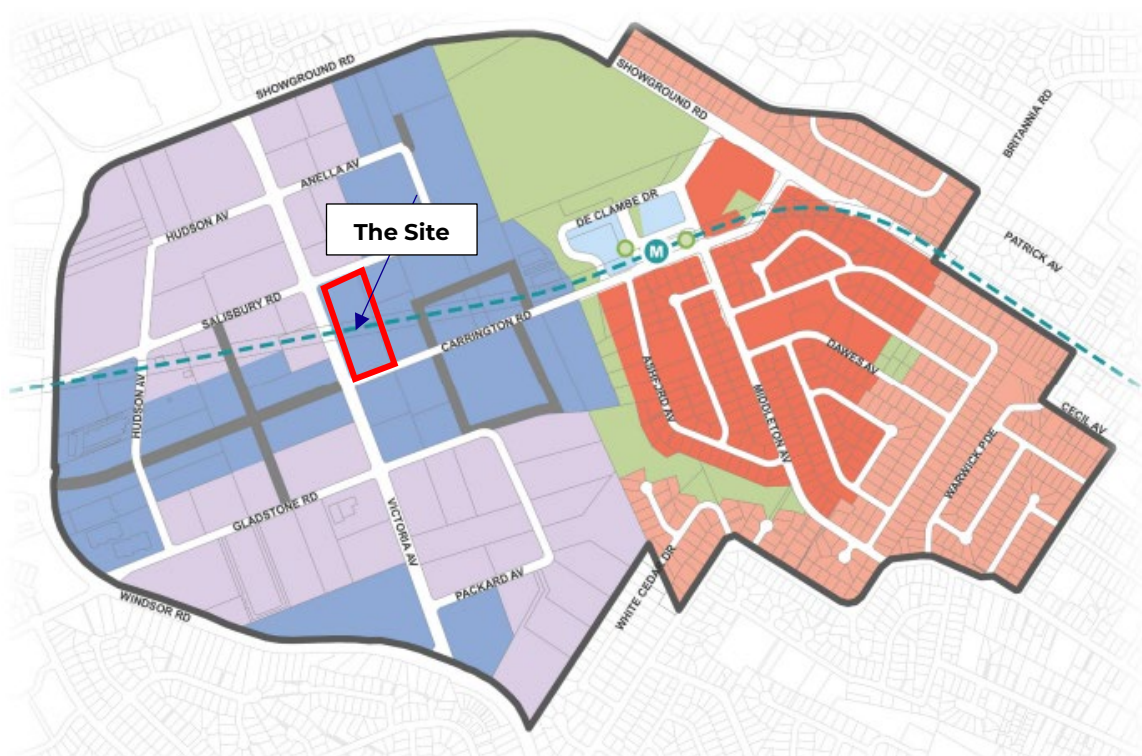 SHOWGROUND RD
SHOWGROUND RD
BRITANNIA RD
ANELLA AV
HUDSON AV
DE CLAMBE DR
The Site
PATRICK AV
M
SALISBURY RD
CARRINGTON RD
HUDSON AV
ASHFORD AV
DAWES AV
MIDDLETON AV
CECIL AV
WARWICK PDE
GLADSTONE RD
VICTORIA AV
PACKARD AV
WHITE CEDAR DR
WINDSOR RD